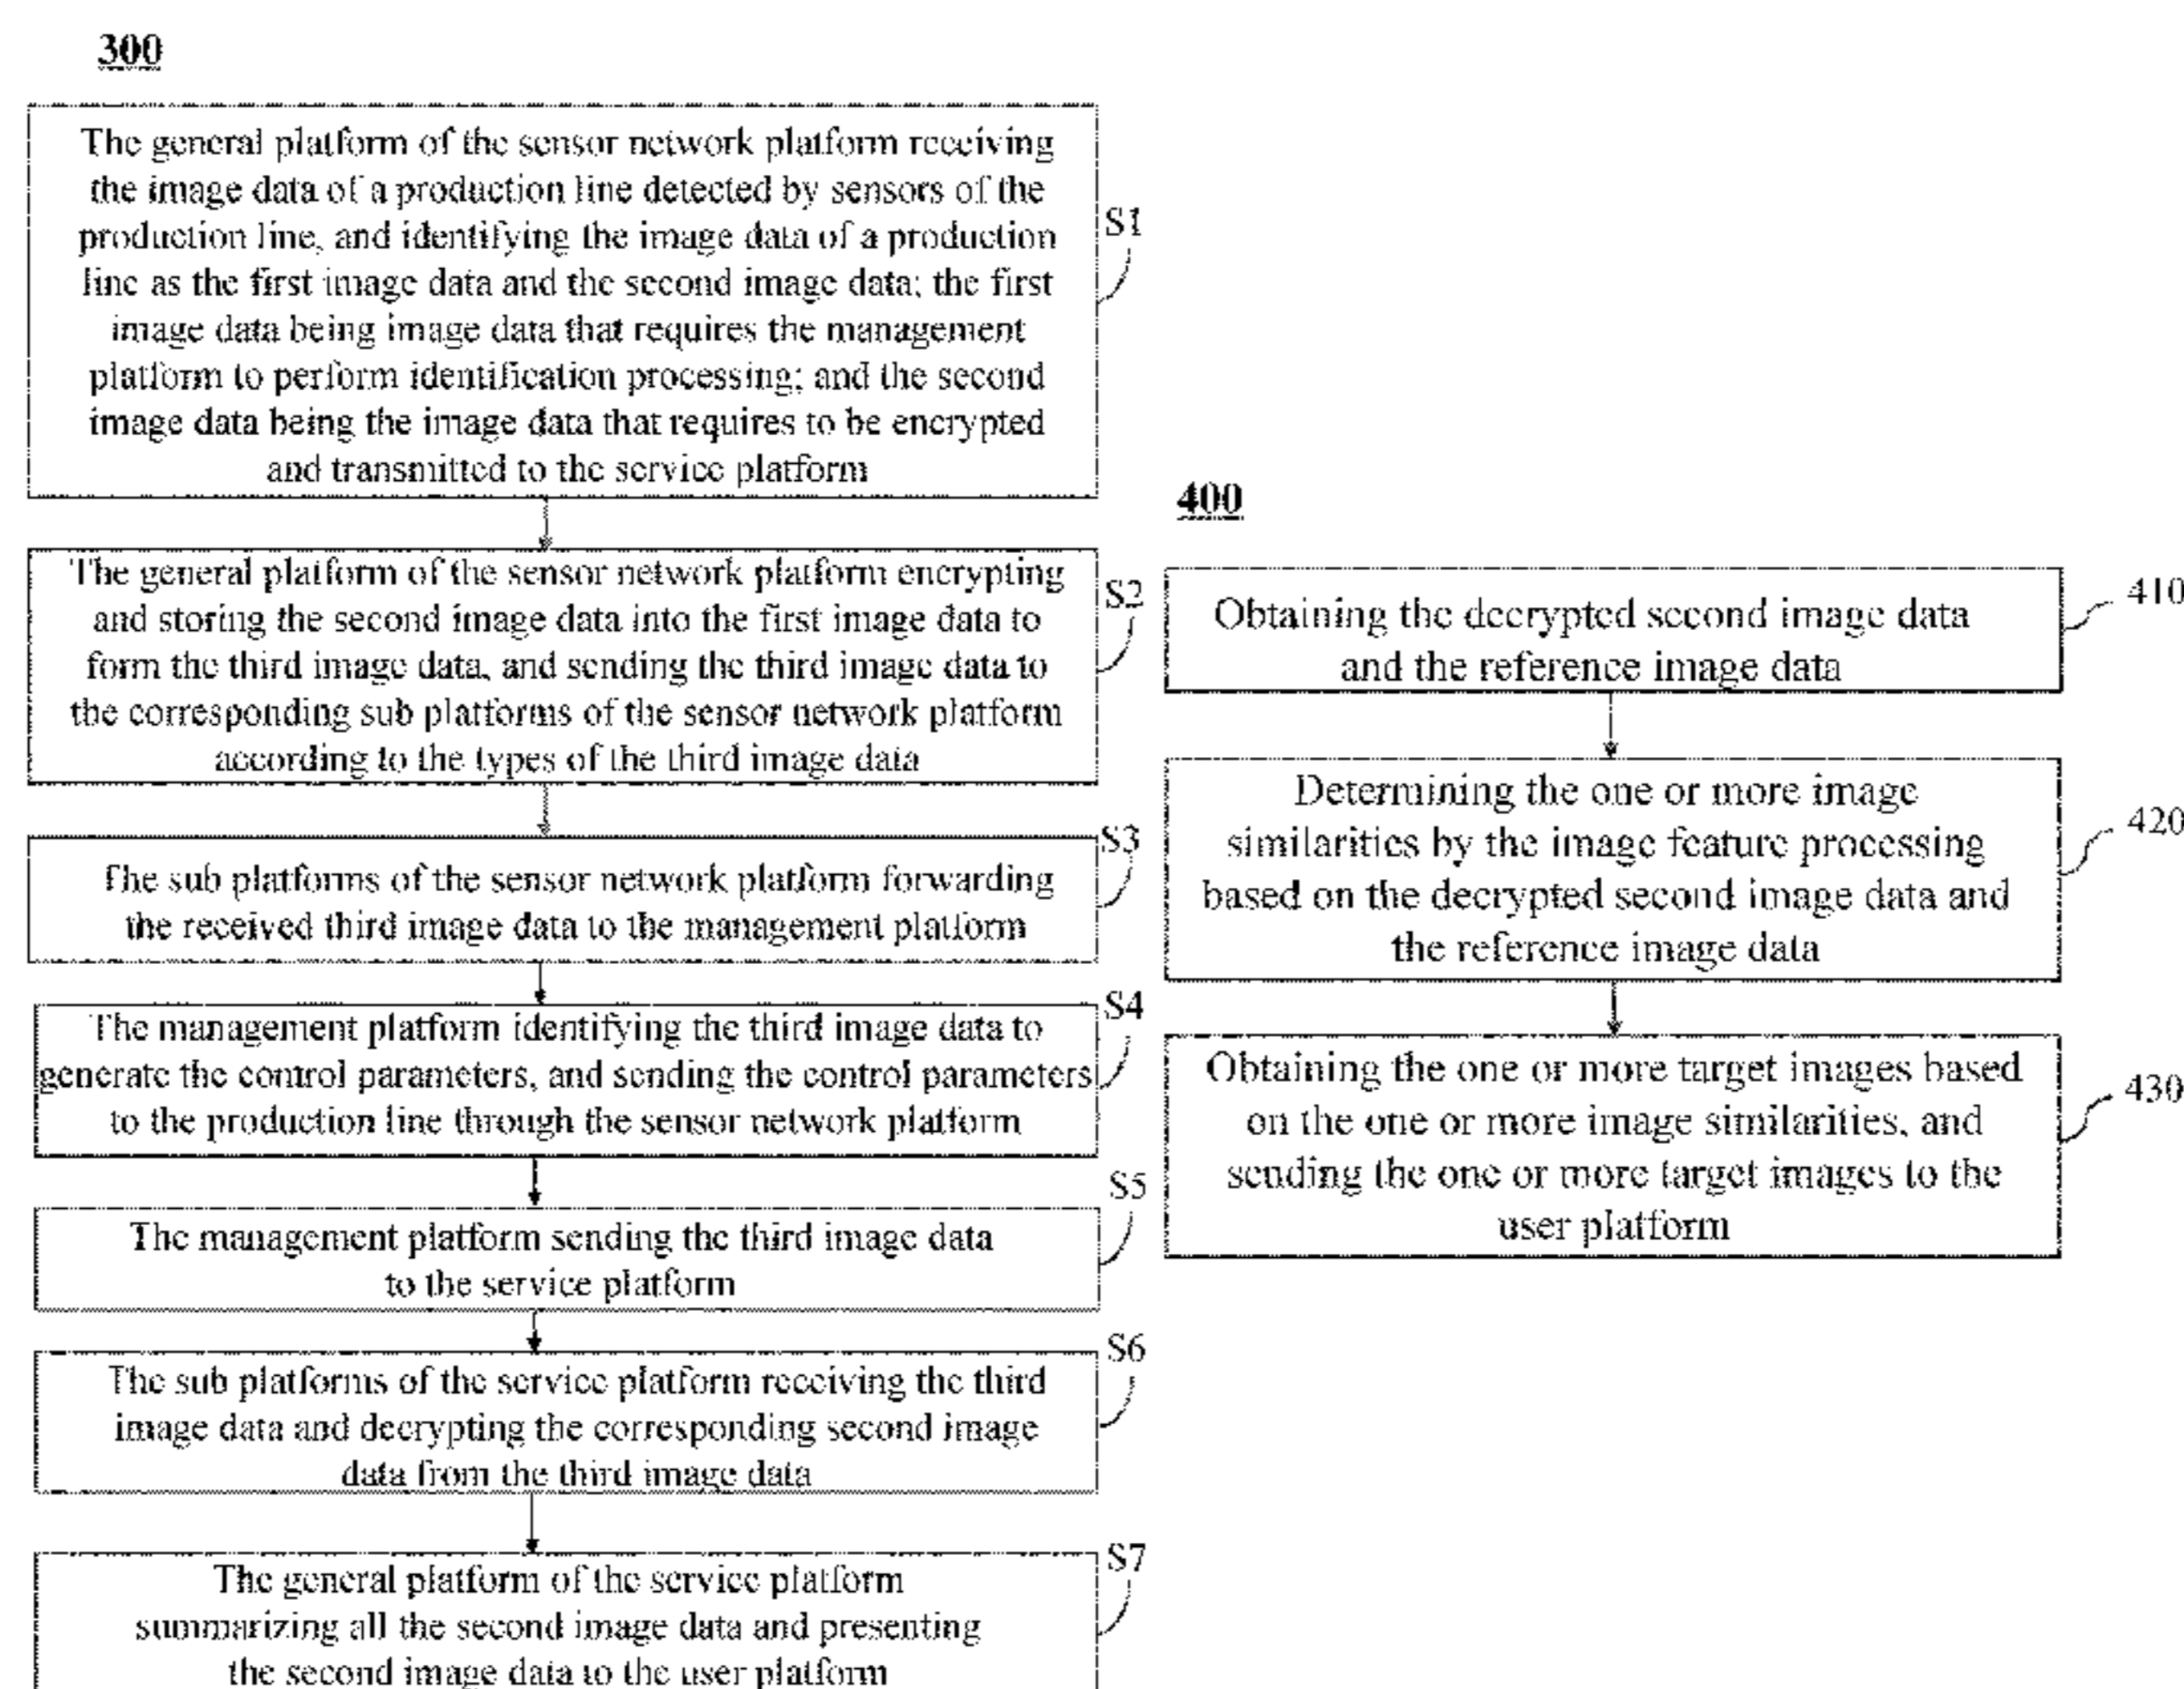 300
The general platform of the sensor network platform receiving
the image data of a production line detected by sensors of the
production line, and identifying the image data of a production
line as the first image data and the second image data; the first
image data being image data that requires the management
platform to perform identification processing; and the second
image data being the image data that requires to be encrypted
and transmitted to the service platform
S1
The general platform of the sensor network platform encrypting
and storing the second image data into the first image data to
form the third image data, and sending the third image data to
the corresponding sub platforms of the sensor network platform
according to the types of the third image data
S2
The sub platforms of the sensor network platform forwarding
the received third image data to the management platform
S3
The management platform identifying the third image data to
generate the control parameters, and sending the control parameters
to the production line through the sensor network platform
S4
The management platform sending the third image data
to the service platform
S5
The sub platforms of the service platform receiving the third
image data and decrypting the corresponding second image
data from the third image data
S6
The general platform of the service platform
summarizing all the second image data and presenting
the second image data to the user platform
S7
400
Obtaining the decrypted second image data
and the reference image data
410
Determining the one or more image
similarities by the image feature processing
based on the decrypted second image data and
the reference image data
420
Obtaining the one or more target images based
on the one or more image similarities, and
sending the one or more target images to the
user platform
430